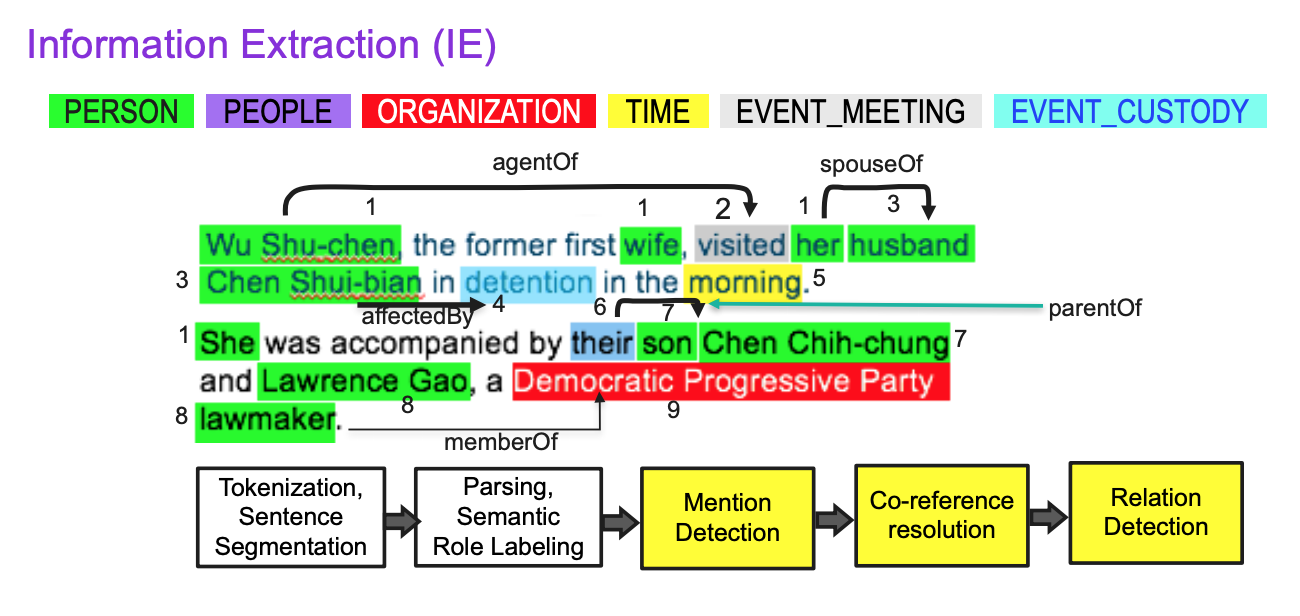 Information Extraction (IE)
PERSON PEOPLE ORGANIZATION TIME EVENT_MEETING EVENT_CUSTODY
agentOf spouseOf
1 1 2 1 3
Wu Shu-chen, the former first wife, visited her husband
3 Chen Shui-bian in detention in the morning. 5
affectedBy 4 6 7 parentOf
1 She was accompanied by their son Chen Chih-chung 7
and Lawrence Gao, a Democratic Progressive Party
8 9
8 lawmaker.
memberOf
Tokenization,
Sentence
Segmentation
Parsing,
Semantic
Role Labeling
Mention
Detection
Co-reference
resolution
Relation
Detection